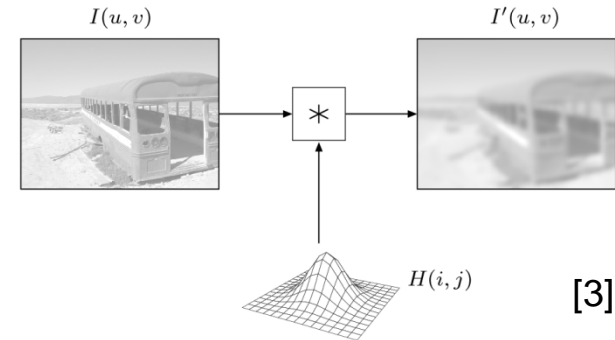 I(u, v)
I′(u, v)
*
H(i, j)
[3]